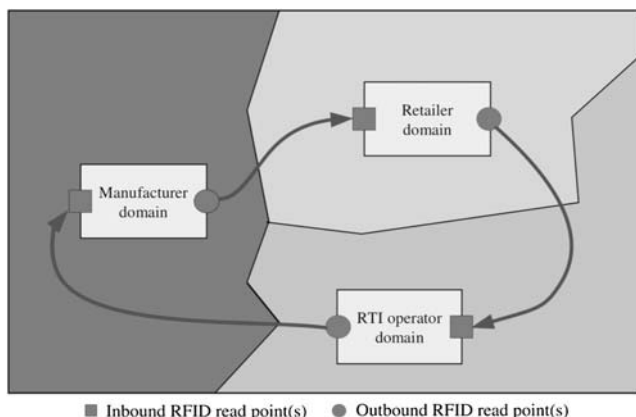 Retailer
domain
Manufacturer
domain
RTI operator
domain
Inbound RFID read point(s)
Outbound RFID read point(s)